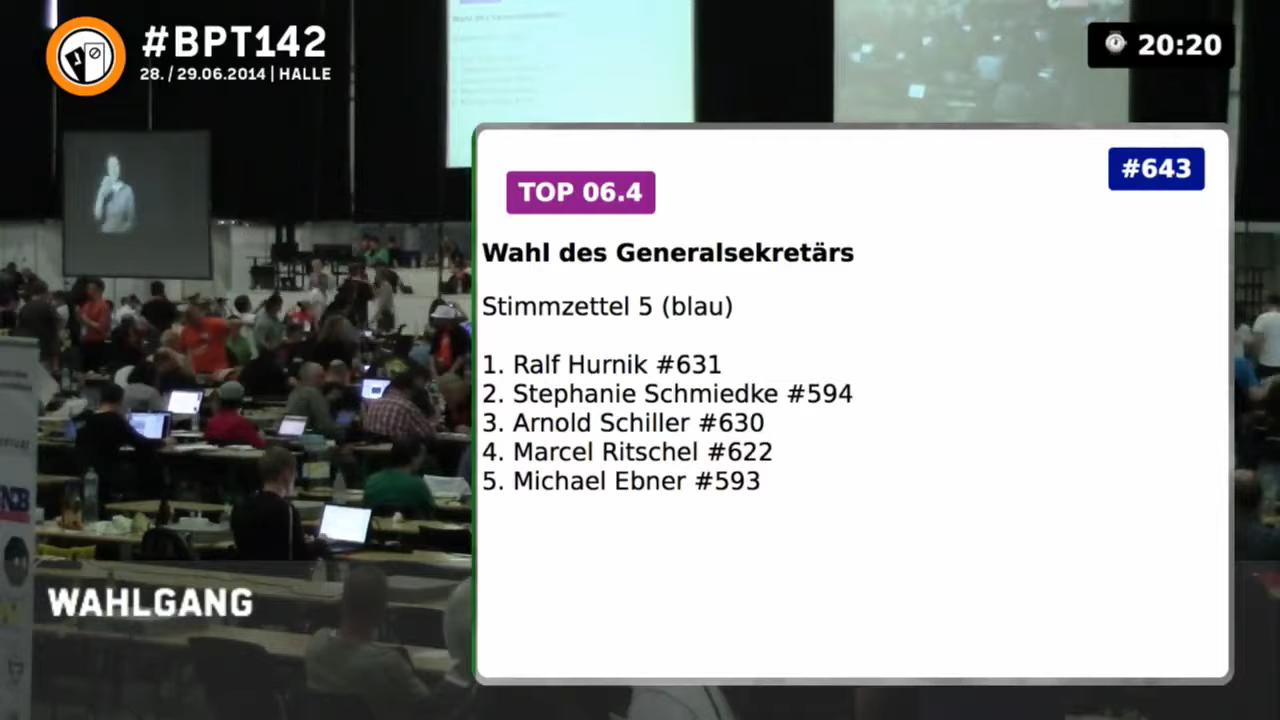 #BPT142
28. / 29.06.2014 | HALLE
20:20
#643
TOP 06.4
Wahl des Generalsekretärs
Stimmzettel 5 (blau)
1. Ralf Hurnik #631
2. Stephanie Schmiedke #594
3. Arnold Schiller #630
4. Marcel Ritschel #622
5. Michael Ebner #593
WAHLGANG